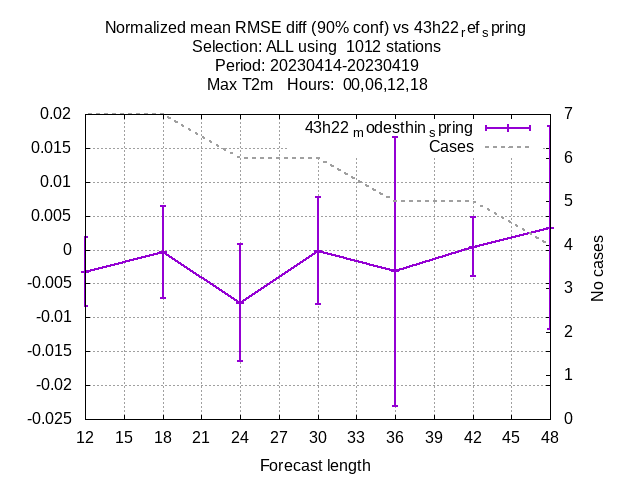 Normalized mean RMSE diff (90% conf) vs 43h22refspring
Selection: ALL using  1012 stations
Period: 20230414-20230419
Max T2m   Hours:  00,06,12,18
43h22modesthinspring
Cases
0.02
0.015
0.01
0.005
0
-0.005
-0.01
-0.015
-0.02
-0.025
7
6
5
4
3
2
1
0
No cases
12 15 18 21 24 27 30 33 36 39 42 45 48
Forecast length